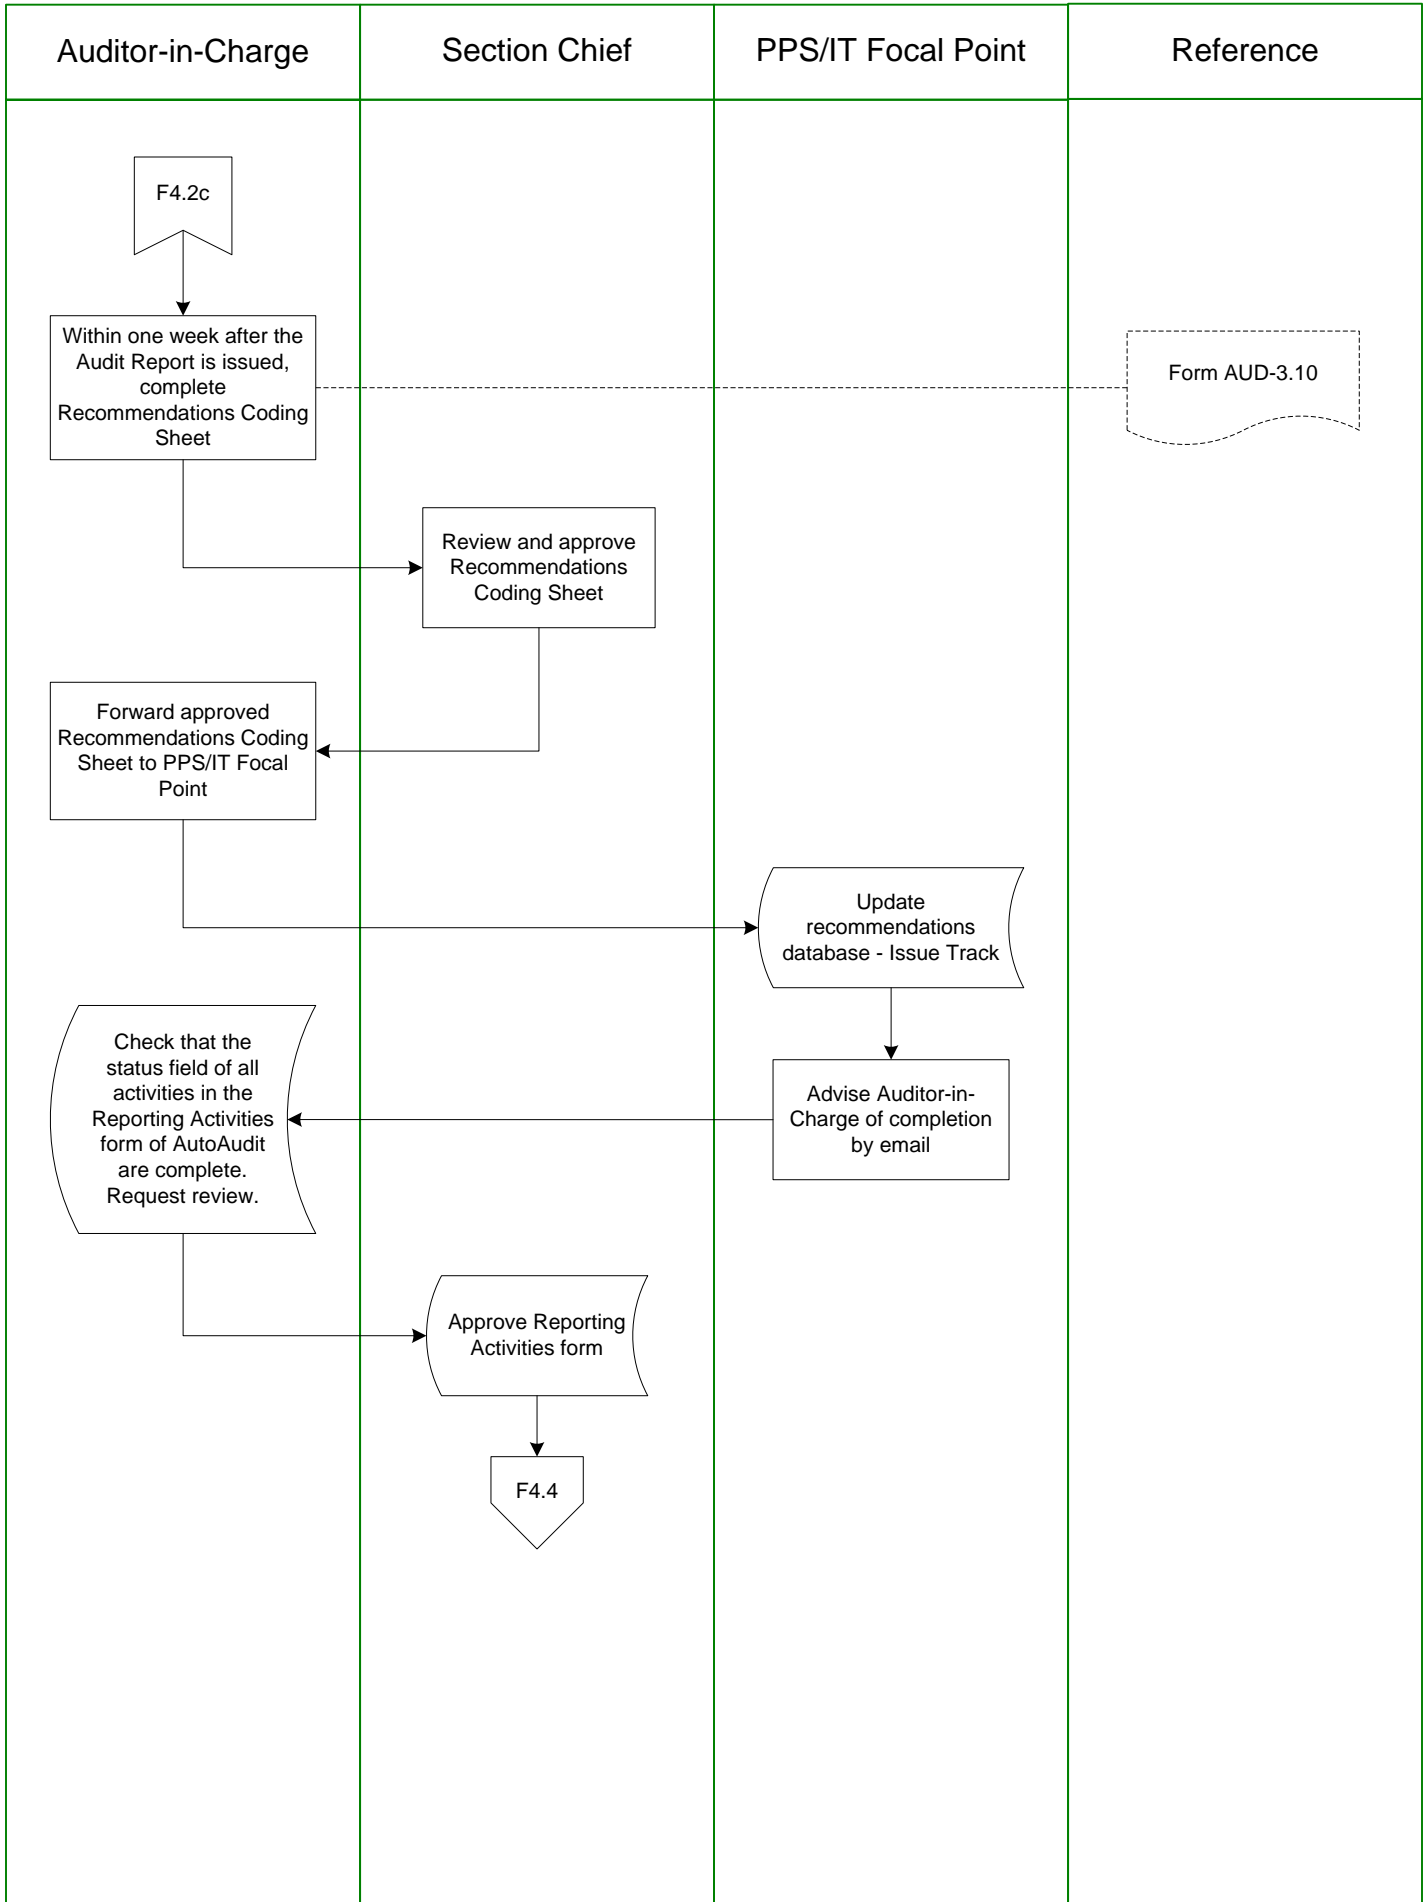 Auditor-in-Charge
Section Chief
PPS/IT Focal Point
Reference
F4.2c
Within one week after the
Audit Report is issued,
complete
Recommendations Coding
Sheet
Form AUD-3.10
Review and approve
Recommendations
Coding Sheet
Forward approved
Recommendations Coding
Sheet to PPS/IT Focal
Point
Update
recommendations
database - Issue Track
Check that the
status field of all
activities in the
Reporting Activities
form of AutoAudit
are complete.
Request review.
Advise Auditor-in-
Charge of completion
by email
Approve Reporting
Activities form
F4.4